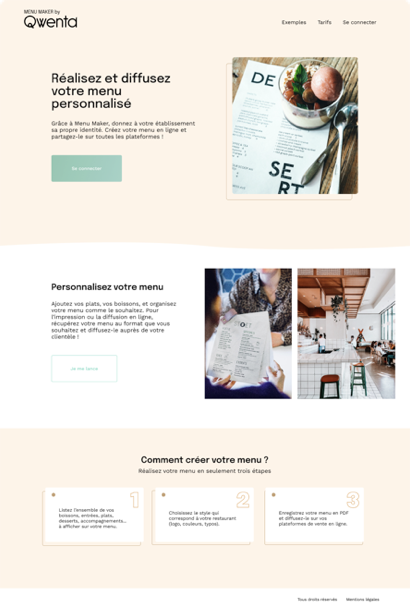 MENU MAKER by
Qwenta
Exemples Tarifs Se connecter
Réalisez et diffusez
votre menu
personnalisé
Grâce à Menu Maker, donnez à votre établissement
sa propre identité. Créez votre menu en ligne et
partagez-le sur toutes les plateformes !
Se connecter
DE
SE
RT
Personnalisez votre menu
Ajoutez vos plats, vos boissons, et organisez
votre menu comme le souhaitez. Pour
l'impression ou la diffusion en ligne,
récupérez votre menu au format que vous
souhaitez et diffusez-le auprès de votre
clientèle !
Je me lance
Comment créer votre menu ?
Réalisez votre menu en seulement trois étapes
1
Listez l'ensemble de vos
boissons, entrées, plats,
desserts, accompagnements...
à afficher sur votre menu.
2
Choisissez le style qui
correspond à votre restaurant
(logo, couleurs, typos).
3
Enregistrez votre menu en PDF
et diffusez-le sur vos
plateformes de vente en ligne.
Tous droits réservés Mentions légales